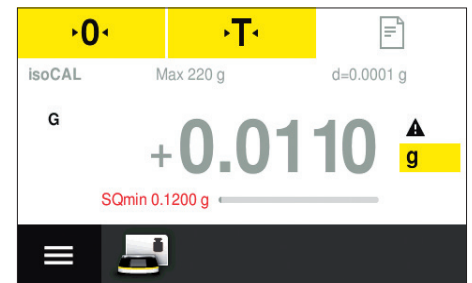 0 T
isoCAL Max 220 g d=0.0001 g
G
+0.0110 g
SQmin 0.1200 g